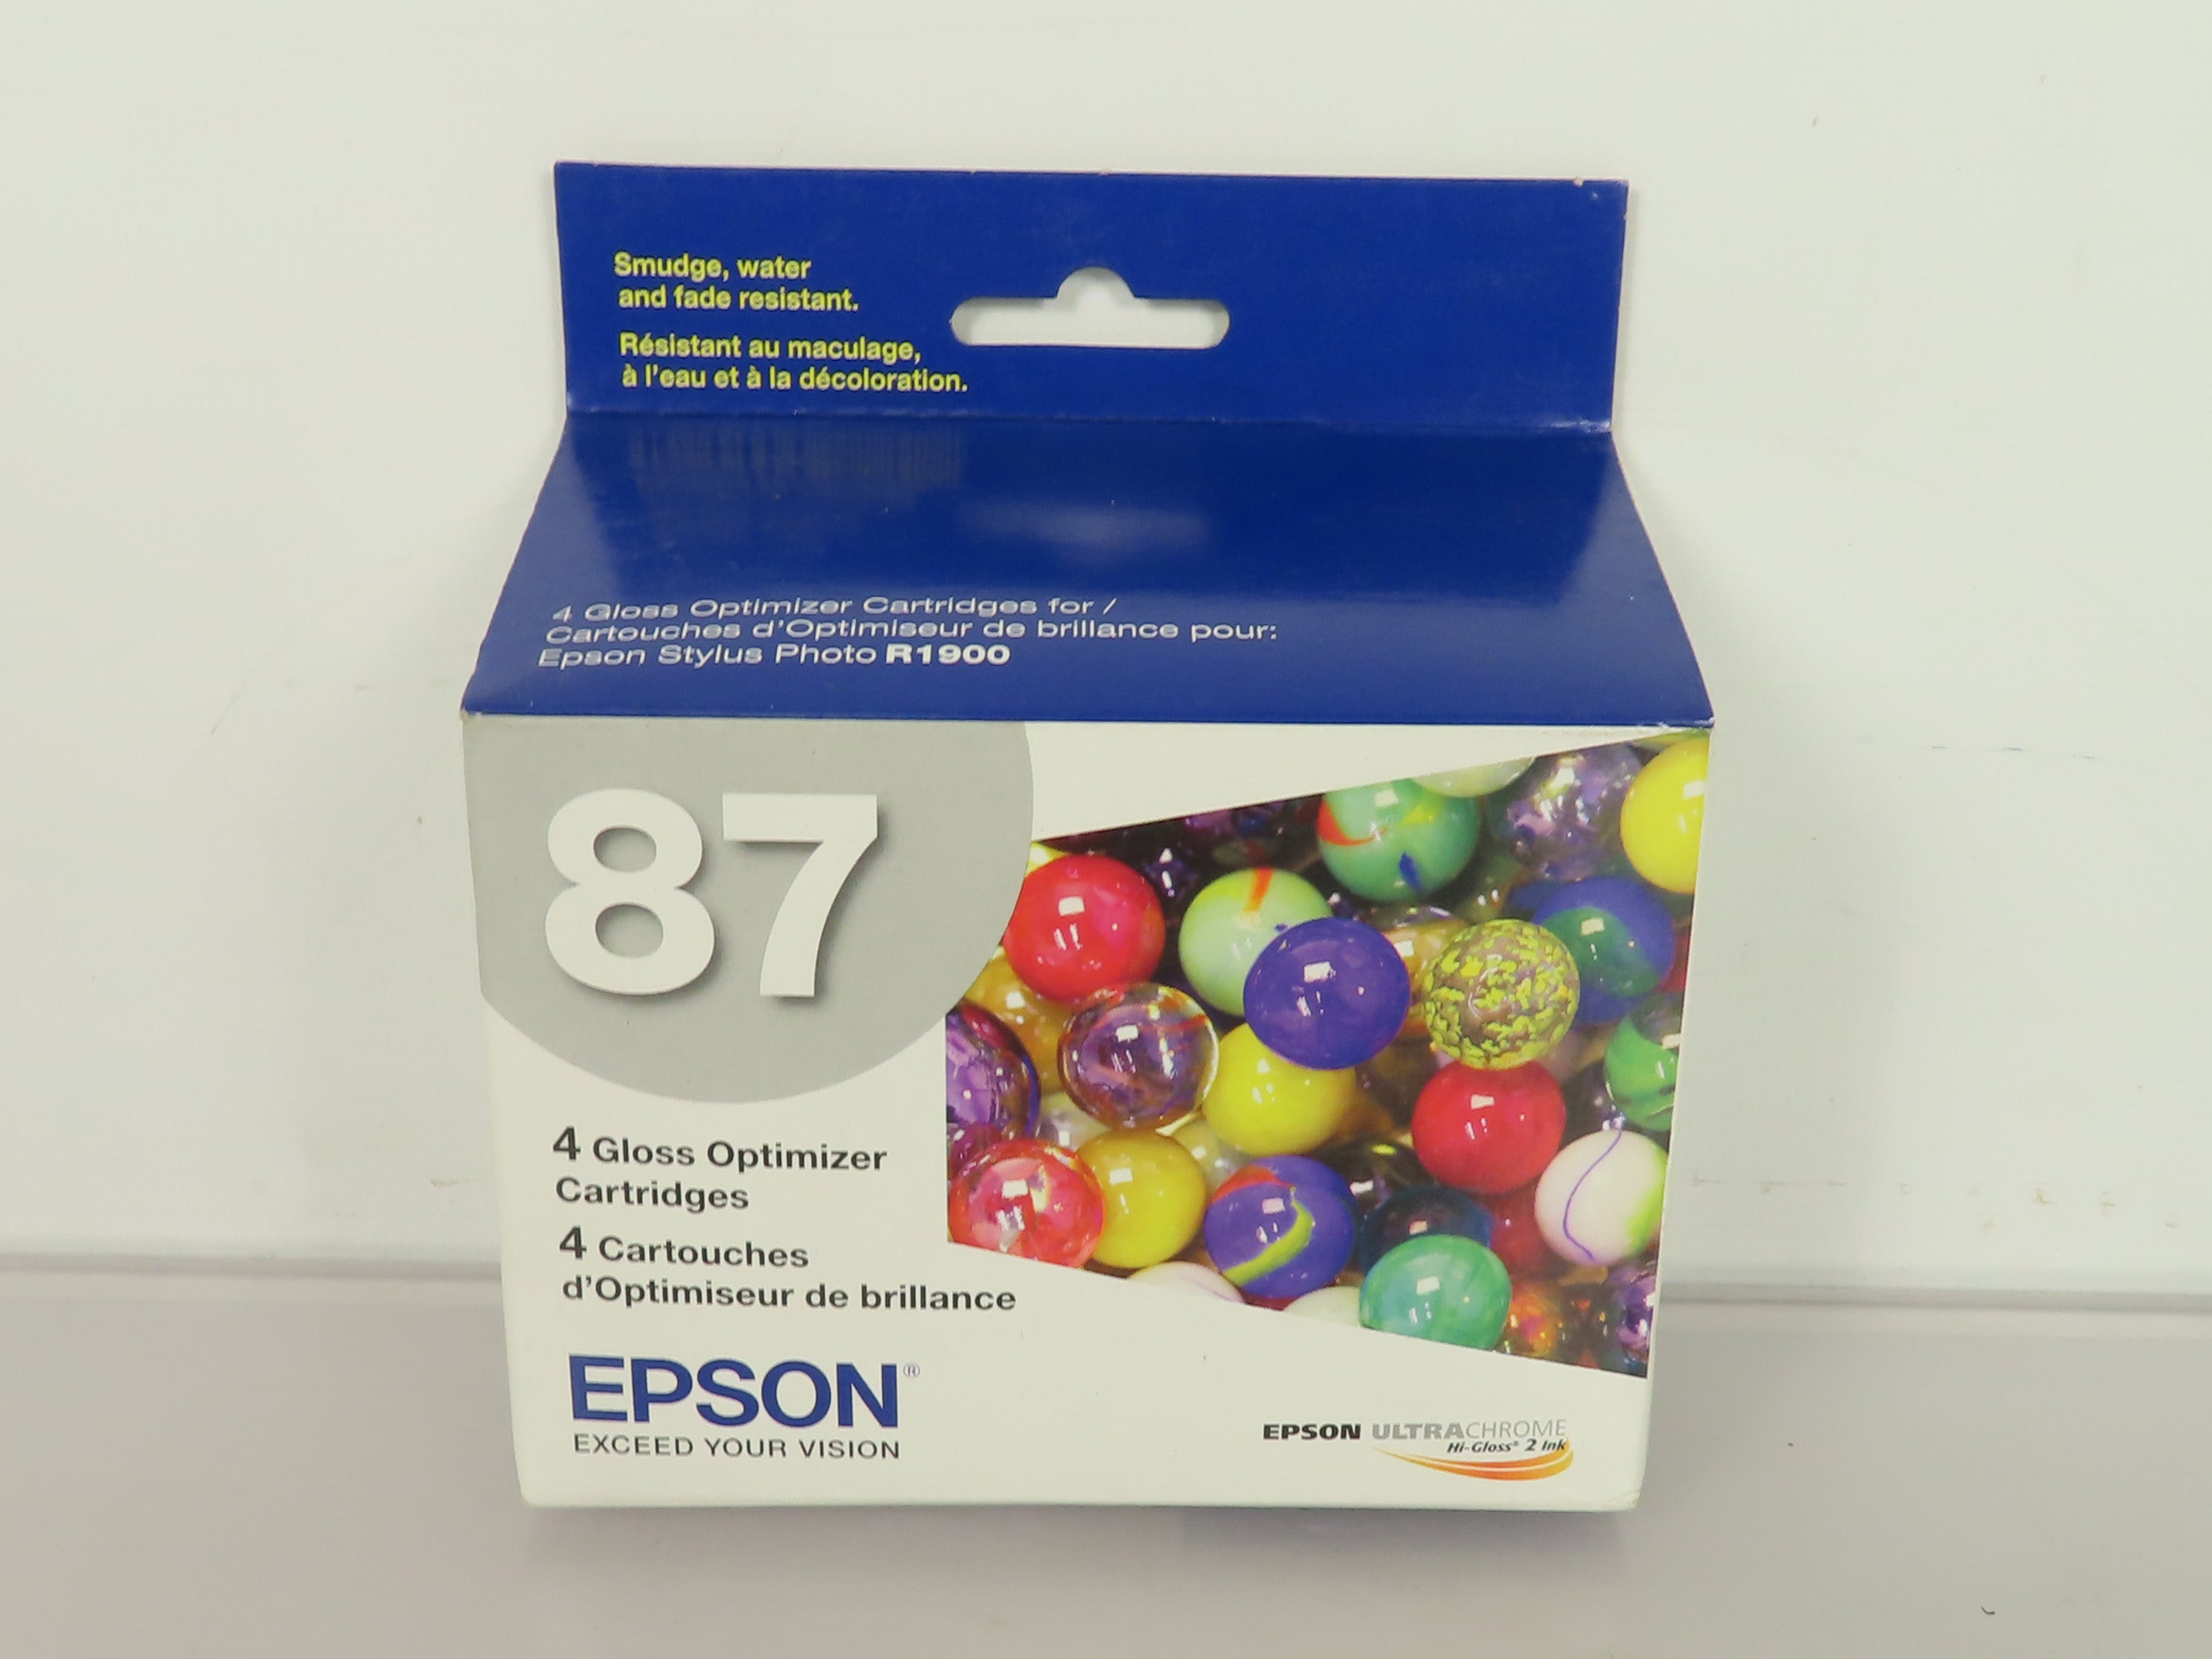 Smudge, water
and fade resistant.
Résistant au maculage,
à l'eau et à la décoloration.
4 Gloss Optimizer Cartridges for /
Cartouches d'Optimiseur de brillance pour:
Epson Stylus Photo R1900
87
4 Gloss Optimizer
Cartridges
4 Cartouches
d'Optimiseur de brillance
EPSON®
EXCEED YOUR VISION
EPSON ULTRACHROME
Hi-Gloss® 2 Ink